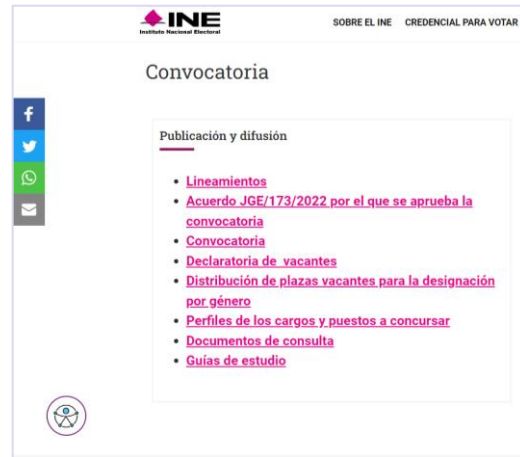 INE
Instituto Nacional Electoral
SOBRE EL INE CREDENCIAL PARA VOTAR
Convocatoria
Publicación y difusión
Lineamientos
Acuerdo JGE/173/2022 por el que se aprueba la
convocatoria
Convocatoria
Declaratoria de vacantes
Distribución de plazas vacantes para la designación
por género
Perfiles de los cargos y puestos a concursar
Documentos de consulta
Guías de estudio